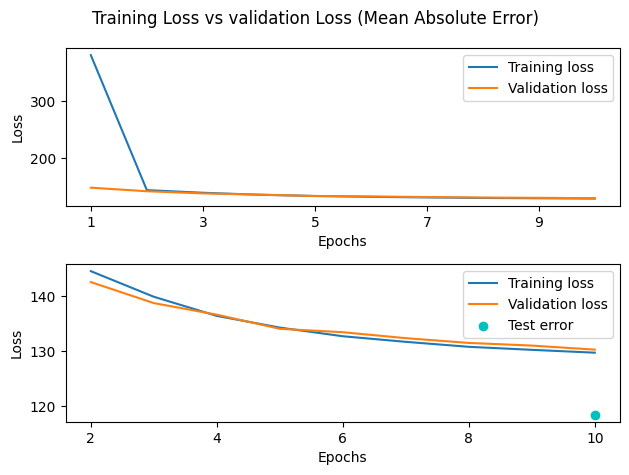 Training Loss vs validation Loss (Mean Absolute Error)
Training loss
Validation loss
300
200
Loss
1 3 5 7 9
Epochs
Training loss
Validation loss
Test error
140
130
120
Loss
2 4 6 8 10
Epochs